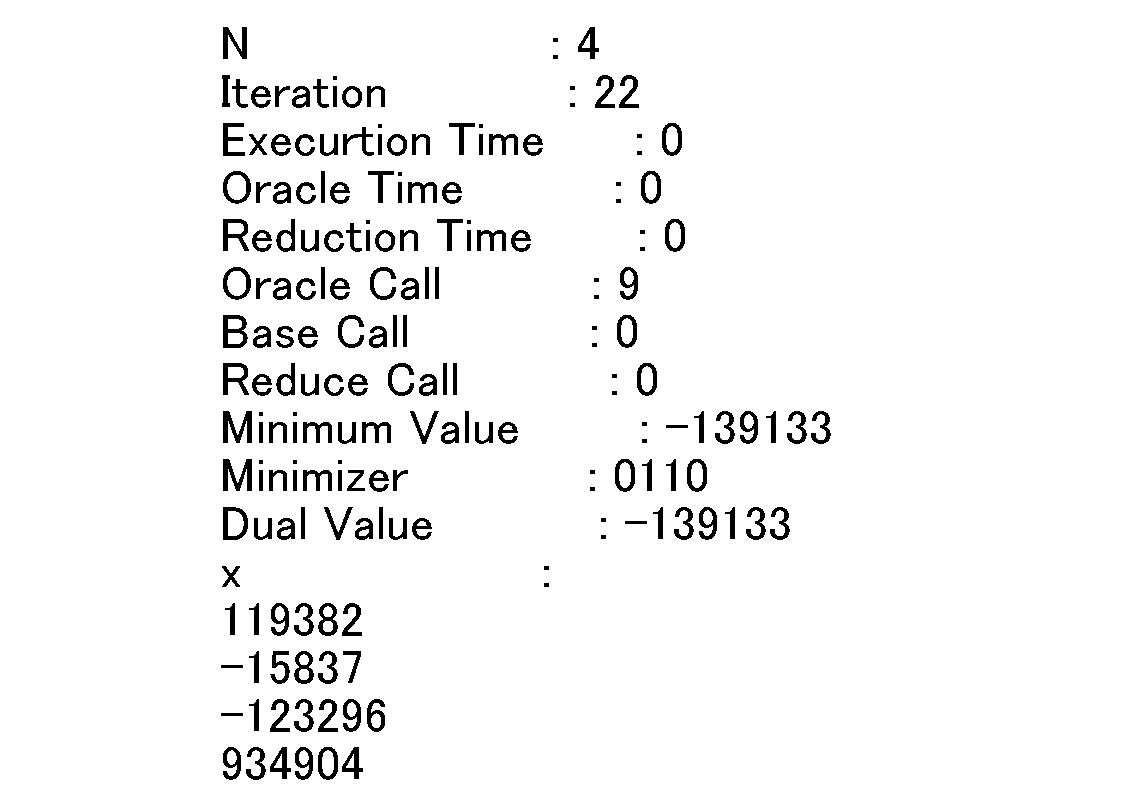 N : 4
Iteration : 22
Execurtion Time : 0
Oracle Time : 0
Reduction Time : 0
Oracle Call : 9
Base Call : 0
Reduce Call : 0
Minimum Value : -139133
Minimizer : 0110
Dual Value : -139133
x :
119382
-15837
-123296
934904